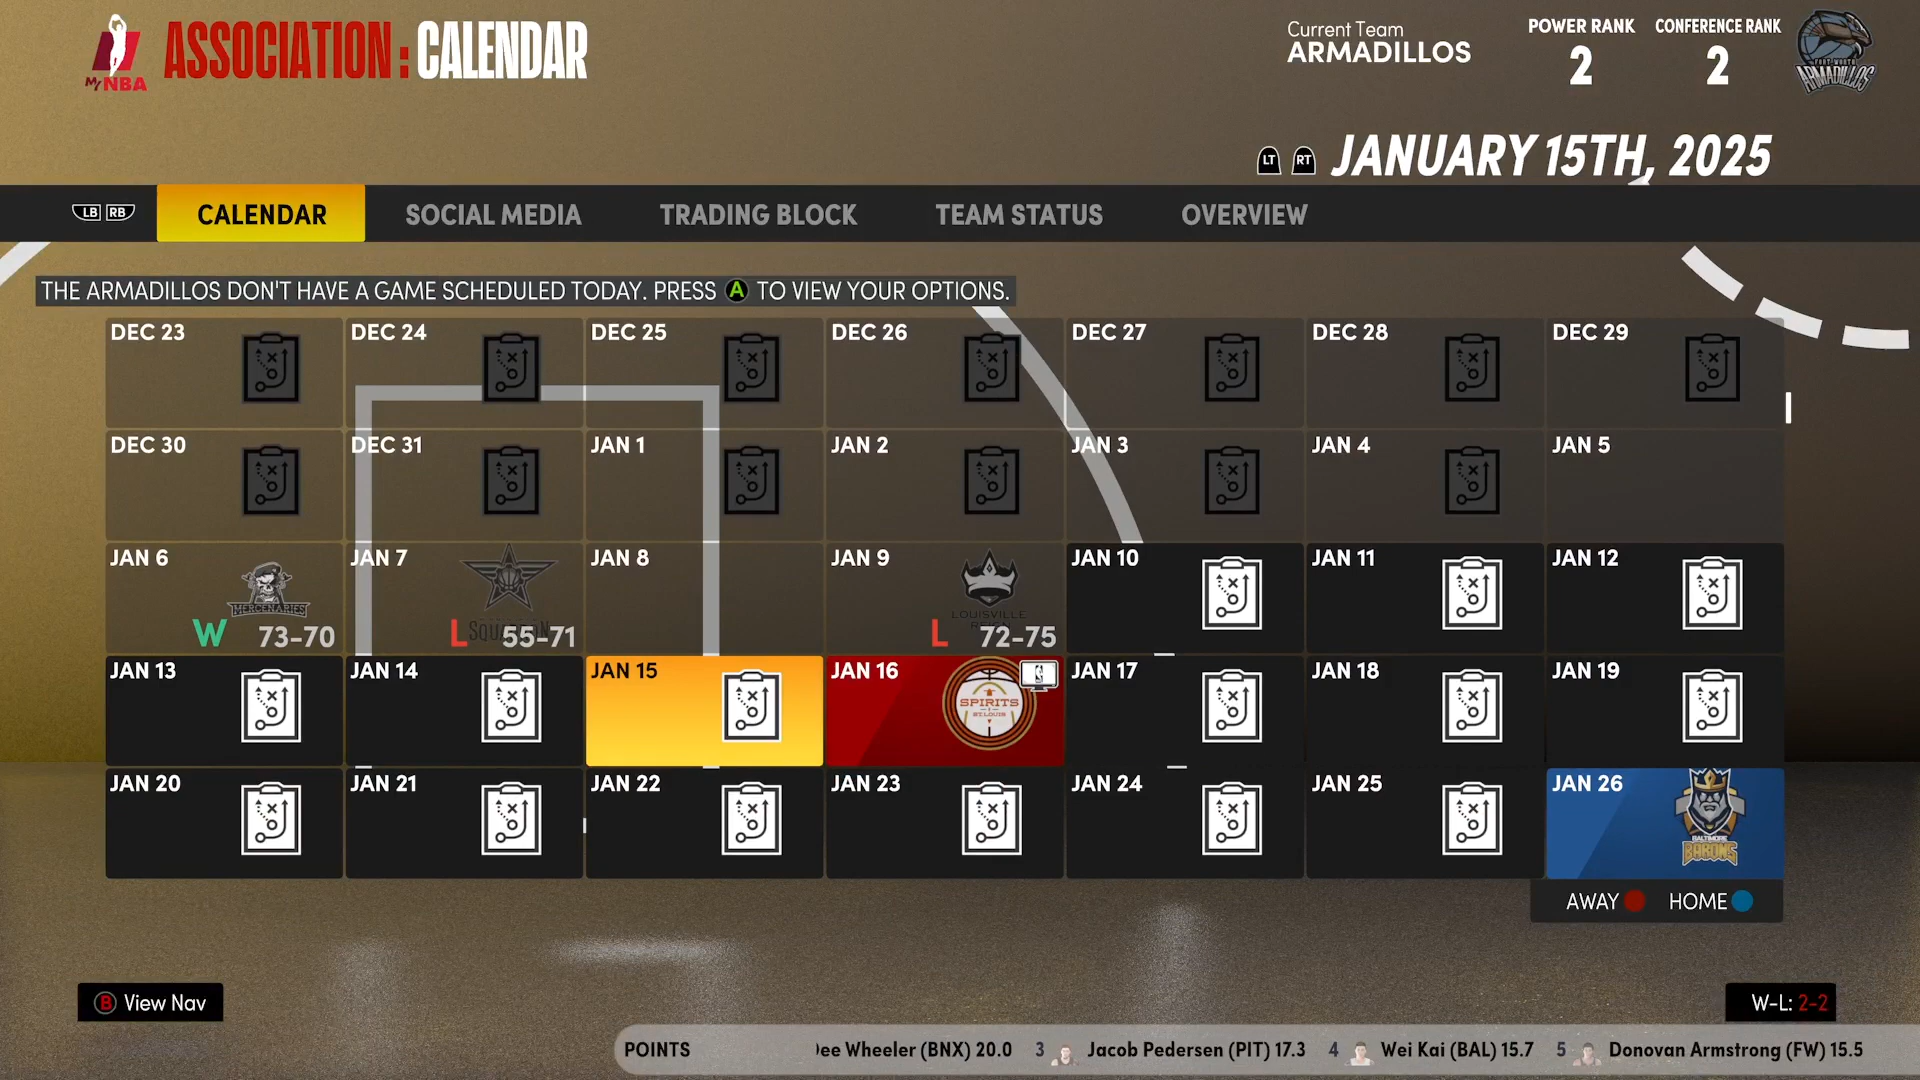 MyNBA
ASSOCIATION: CALENDAR
Current Team
ARMADILLOS
POWER RANK
2
CONFERENCE RANK
2
FORT WORTH
ARMADILLOS
LT RT JANUARY 15TH, 2025
LB RB CALENDAR SOCIAL MEDIA TRADING BLOCK TEAM STATUS OVERVIEW
THE ARMADILLOS DON'T HAVE A GAME SCHEDULED TODAY. PRESS A TO VIEW YOUR OPTIONS.
DEC 23 DEC 24 DEC 25 DEC 26 DEC 27 DEC 28 DEC 29
DEC 30 DEC 31 JAN 1 JAN 2 JAN 3 JAN 4 JAN 5
JAN 6 JAN 7 JAN 8 JAN 9 JAN 10 JAN 11 JAN 12
MERCENARIES
W 73-70
SQUADRON
L 55-71
LOUISVILLE
REIGN
L 72-75
JAN 13 JAN 14 JAN 15 JAN 16 JAN 17 JAN 18 JAN 19
SPIRITS
ST. LOUIS
JAN 20 JAN 21 JAN 22 JAN 23 JAN 24 JAN 25 JAN 26
BALTIMORE
BARONS
AWAY HOME
B View Nav
W-L: 2-2
POINTS Dee Wheeler (BNX) 20.0 3 Jacob Pedersen (PIT) 17.3 4 Wei Kai (BAL) 15.7 5 Donovan Armstrong (FW) 15.5